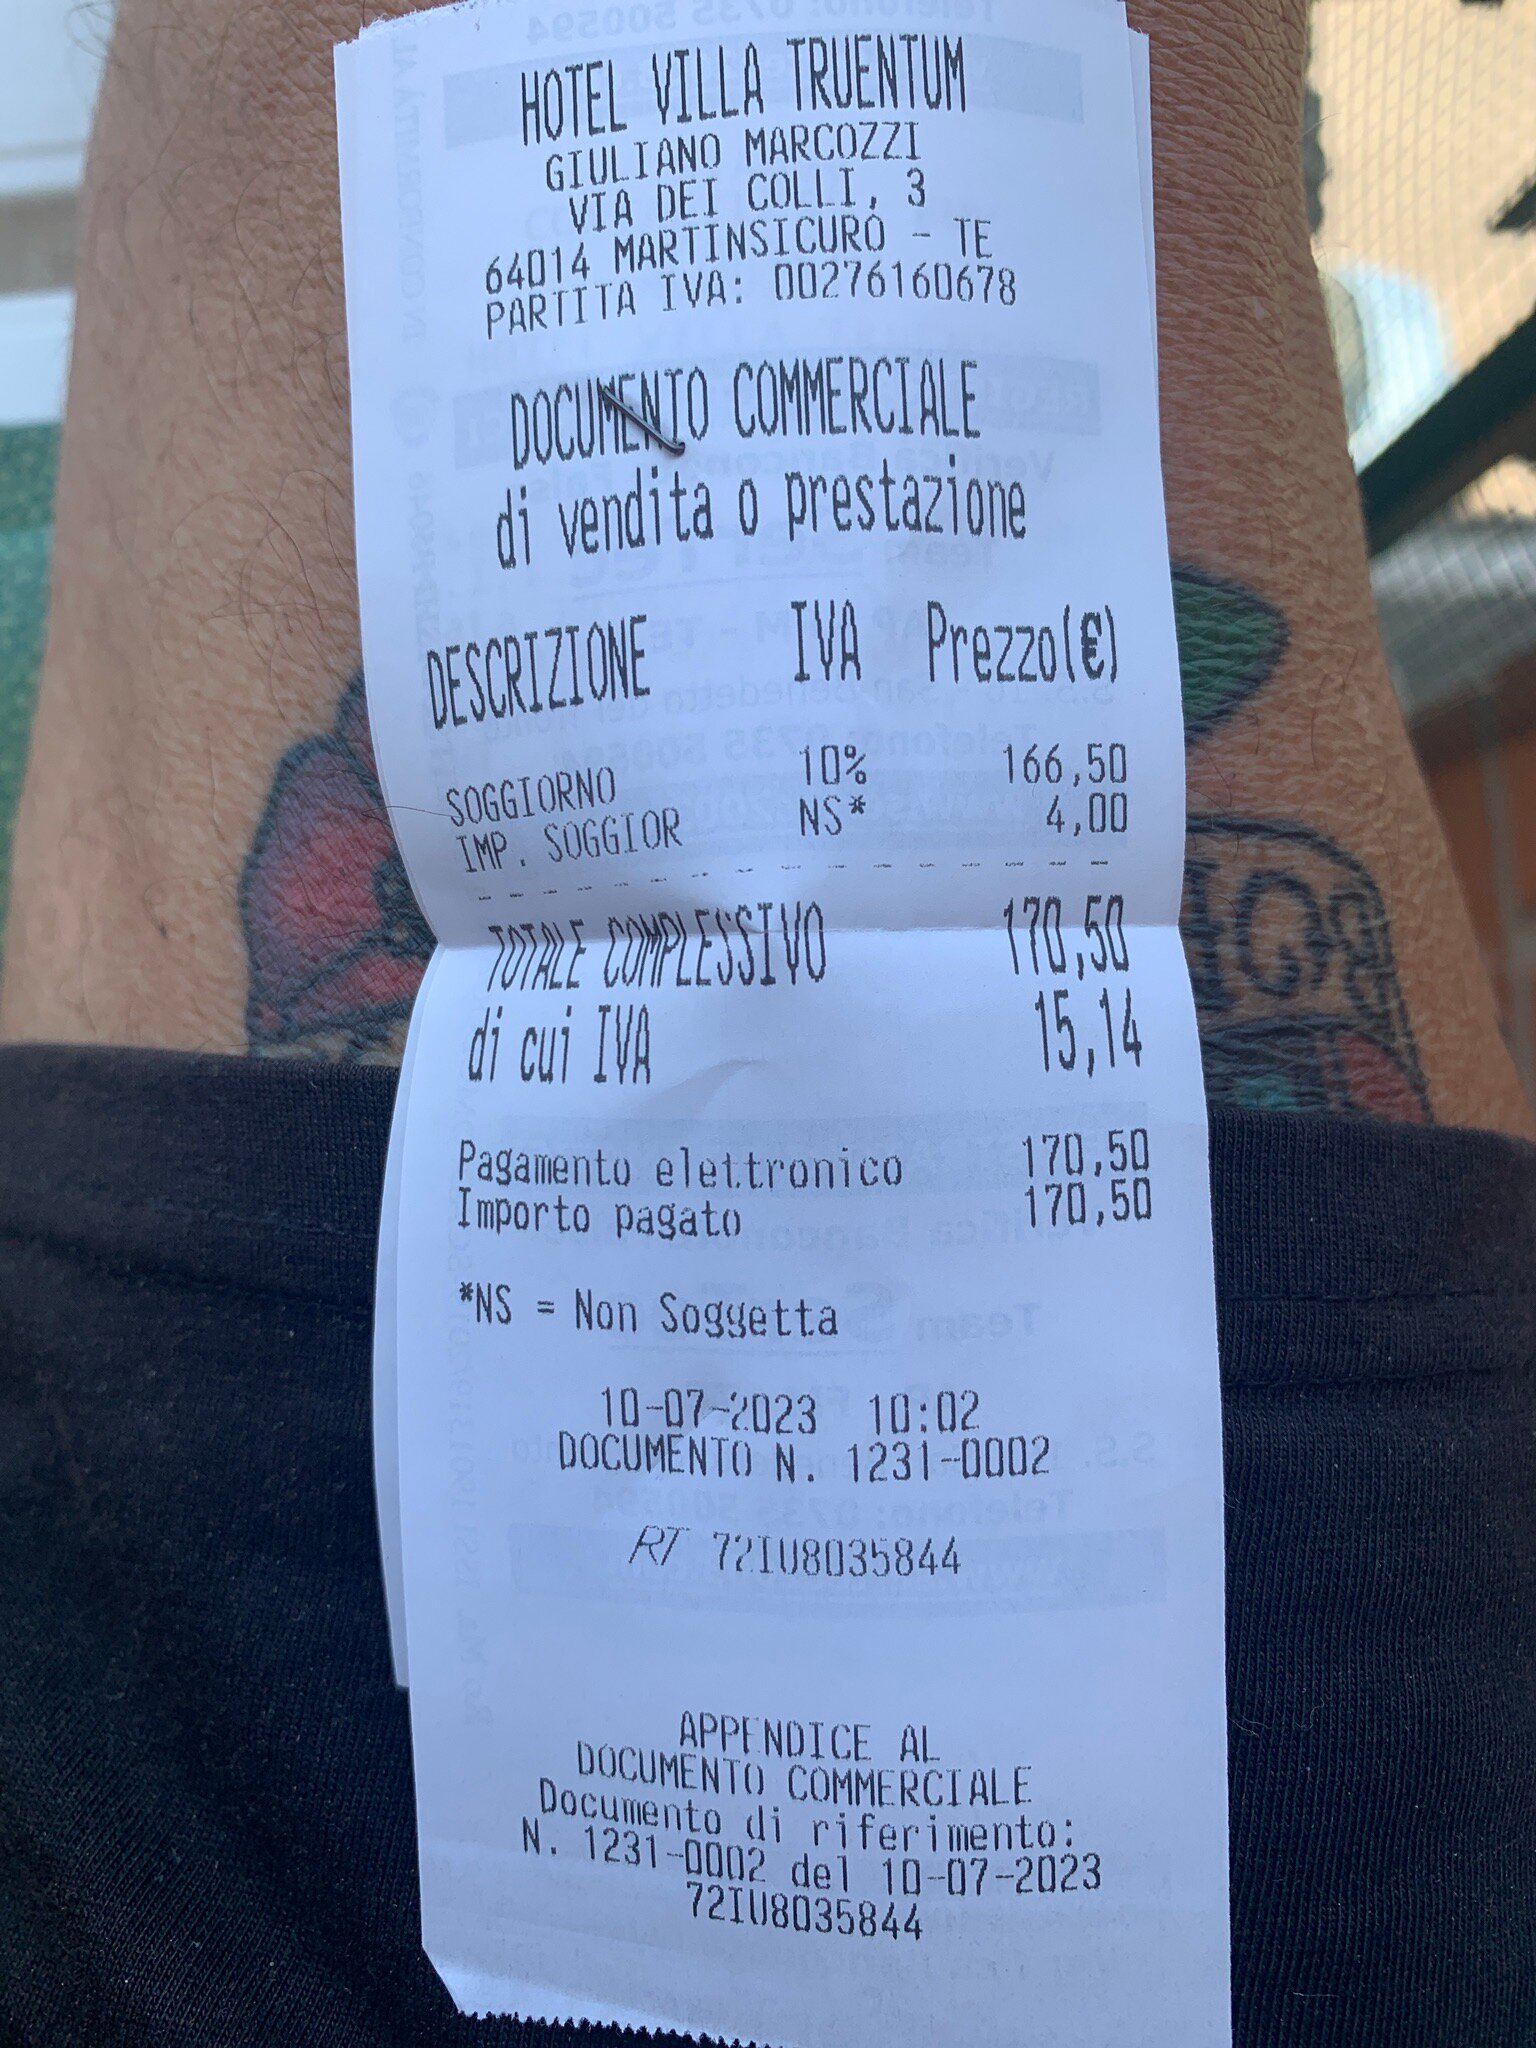 HOTEL VILLA TRUENTUM
GIULIANO MARCOZZI
VIA DEI COLLI, 3
64014 MARTINSICURO - TE
PARTITA IVA: 00276160678
DOCUMENTO COMMERCIALE
di vendita o prestazione
DESCRIZIONE IVA Prezzo(€)
SOGGIORNO 10% 166,50
IMP. SOGGIOR NS* 4,00
TOTALE COMPLESSIVO 170,50
di cui IVA 15,14
Pagamento elettronico 170,50
Importo pagato 170,50
*NS = Non Soggetta
10-07-2023 10:02
DOCUMENTO N. 1231-0002
RT 72IU8035844
APPENDICE AL
DOCUMENTO COMMERCIALE
Documento di riferimento:
N. 1231-0002 del 10-07-2023
72IU8035844